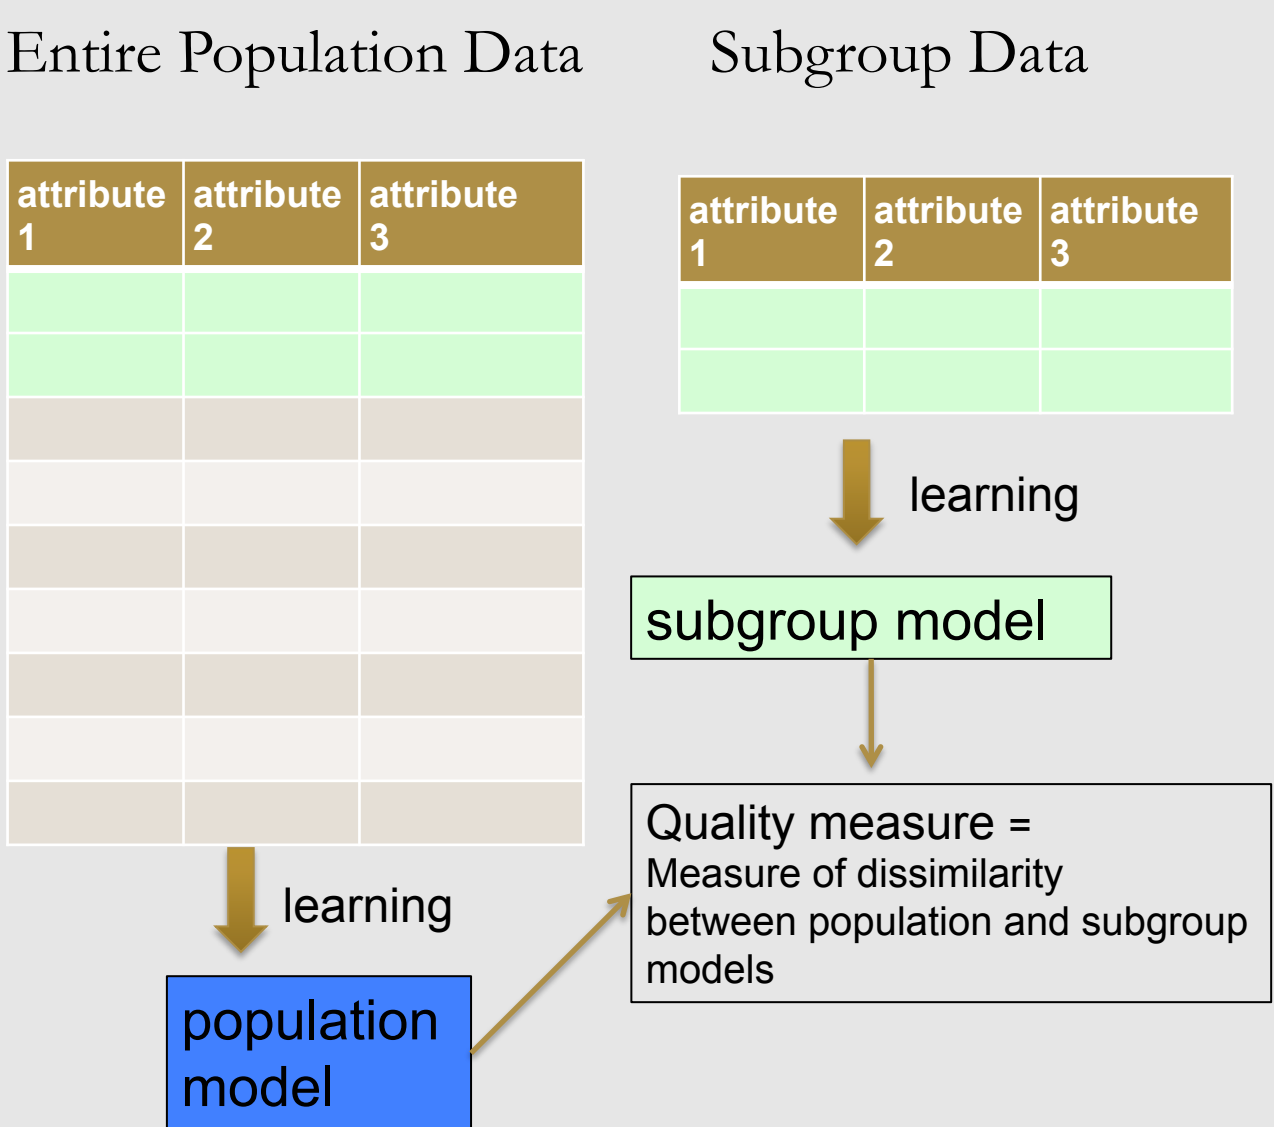 Entire Population Data
Subgroup Data
attribute
1
attribute
2
attribute
3
attribute
1
attribute
2
attribute
3
learning
subgroup model
Quality measure =
Measure of dissimilarity
between population and subgroup
models
learning
population
model